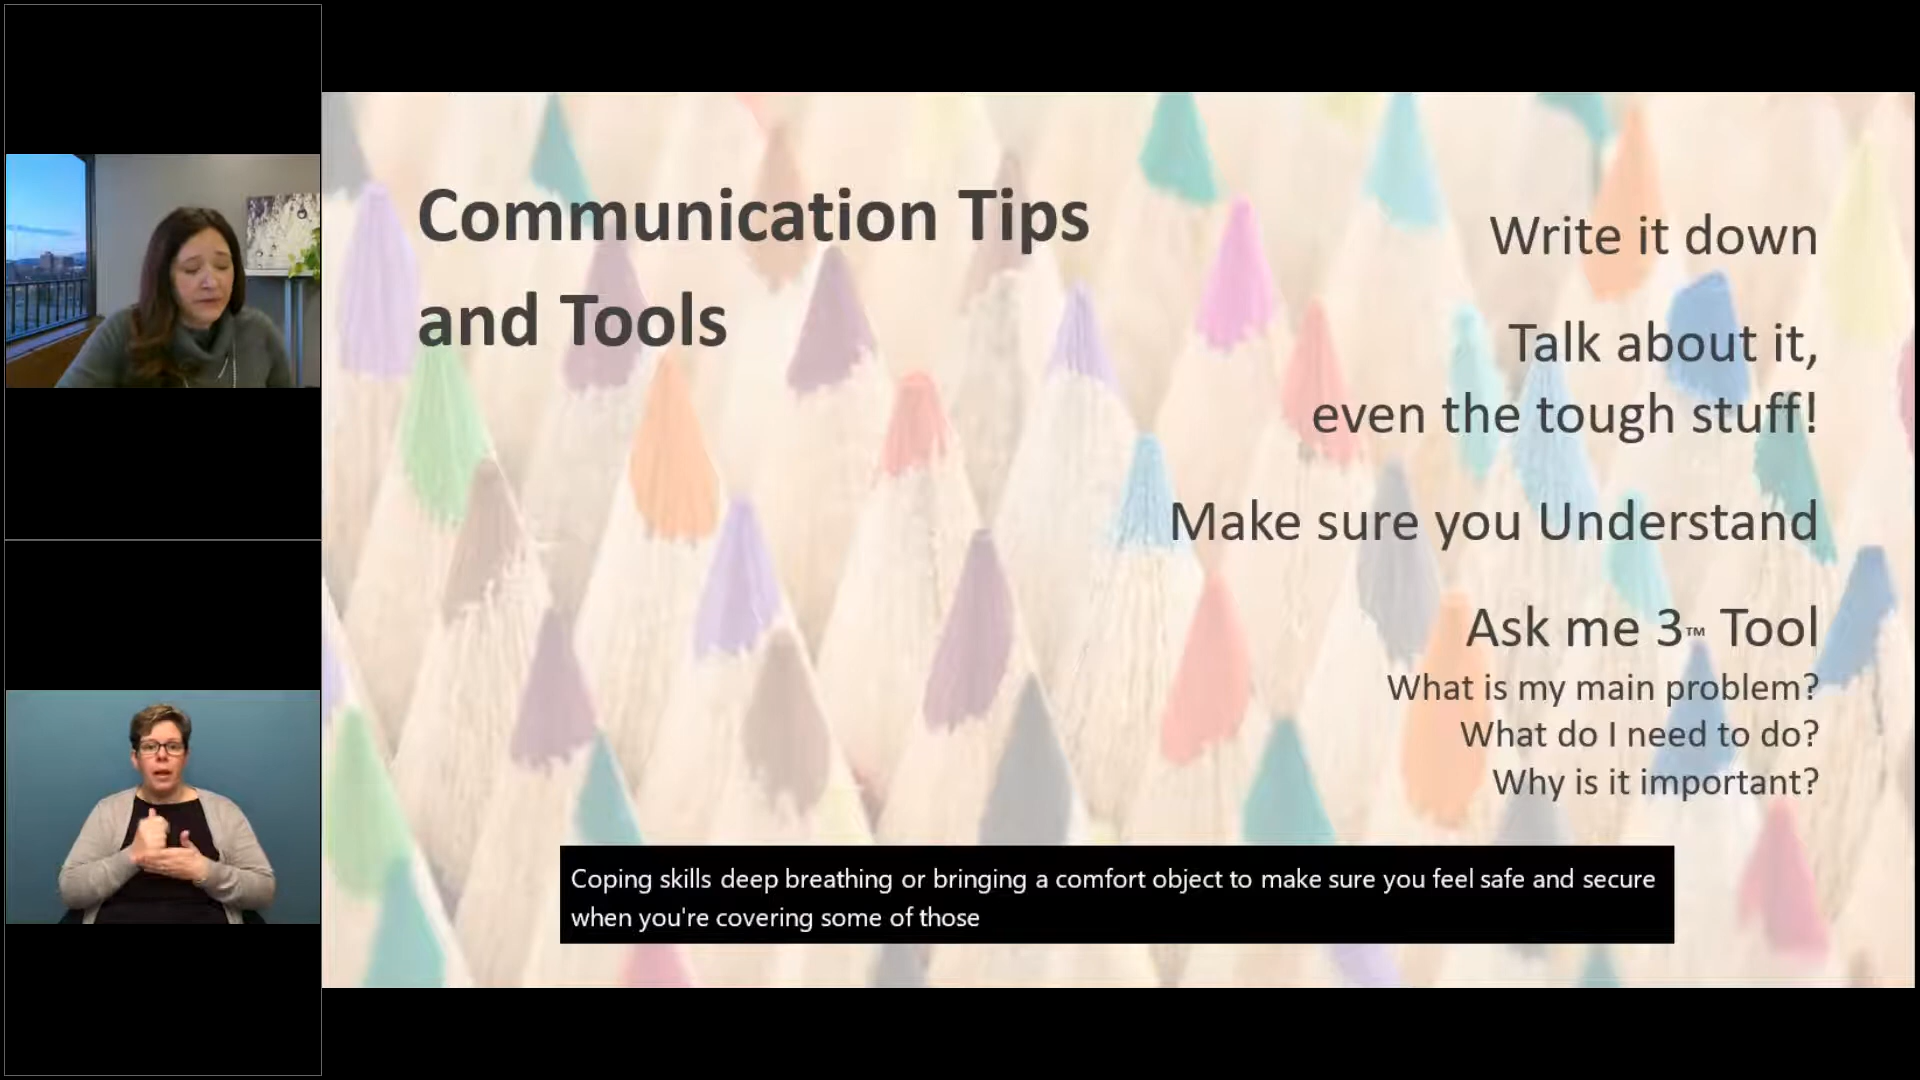 Communication Tips
and Tools
Write it down
Talk about it,
even the tough stuff!
Make sure you Understand
Ask me 3™ Tool
What is my main problem?
What do I need to do?
Why is it important?
Coping skills deep breathing or bringing a comfort object to make sure you feel safe and secure
when you're covering some of those